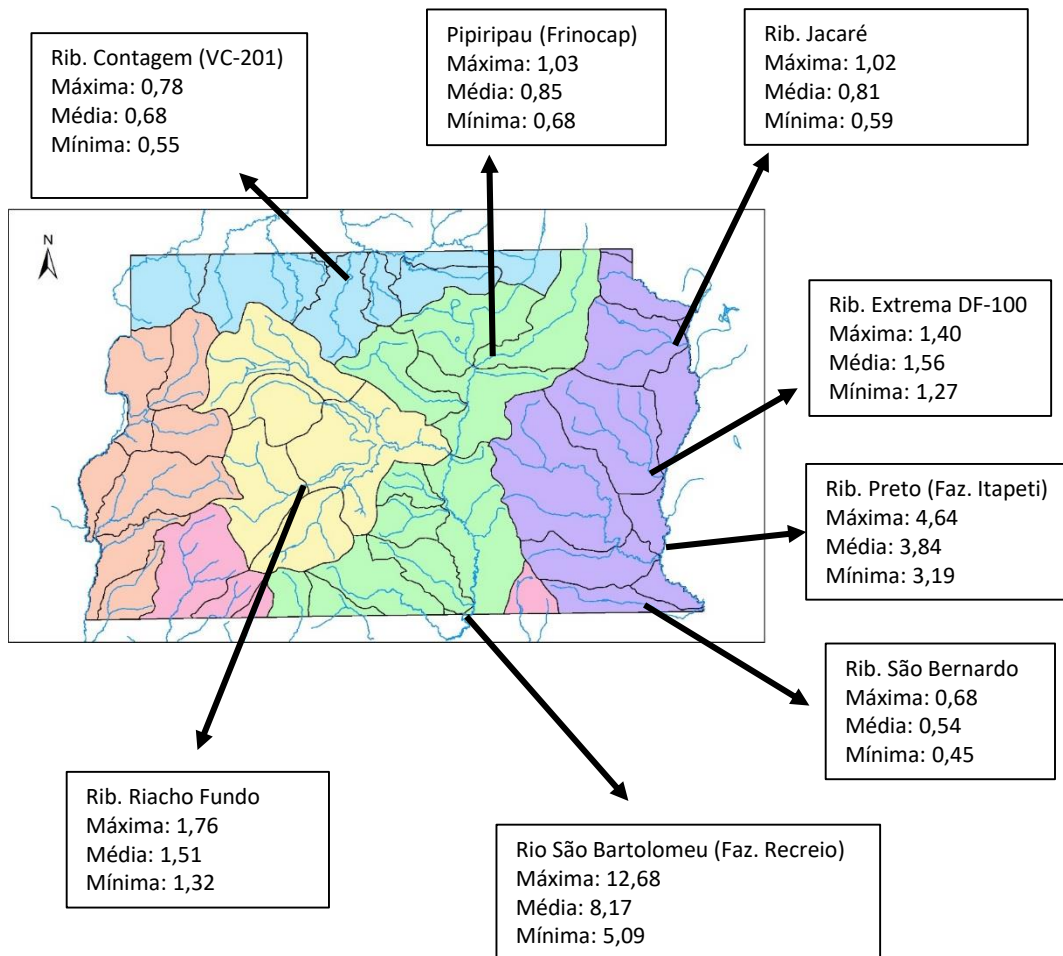 Rib. Contagem (VC-201)
Máxima: 0,78
Média: 0,68
Mínima: 0,55
Pipiripau (Frinocap)
Máxima: 1,03
Média: 0,85
Mínima: 0,68
Rib. Jacaré
Máxima: 1,02
Média: 0,81
Mínima: 0,59
N
Rib. Extrema DF-100
Máxima: 1,40
Média: 1,56
Mínima: 1,27
Rib. Preto (Faz. Itapeti)
Máxima: 4,64
Média: 3,84
Mínima: 3,19
Rib. São Bernardo
Máxima: 0,68
Média: 0,54
Mínima: 0,45
Rib. Riacho Fundo
Máxima: 1,76
Média: 1,51
Mínima: 1,32
Rio São Bartolomeu (Faz. Recreio)
Máxima: 12,68
Média: 8,17
Mínima: 5,09